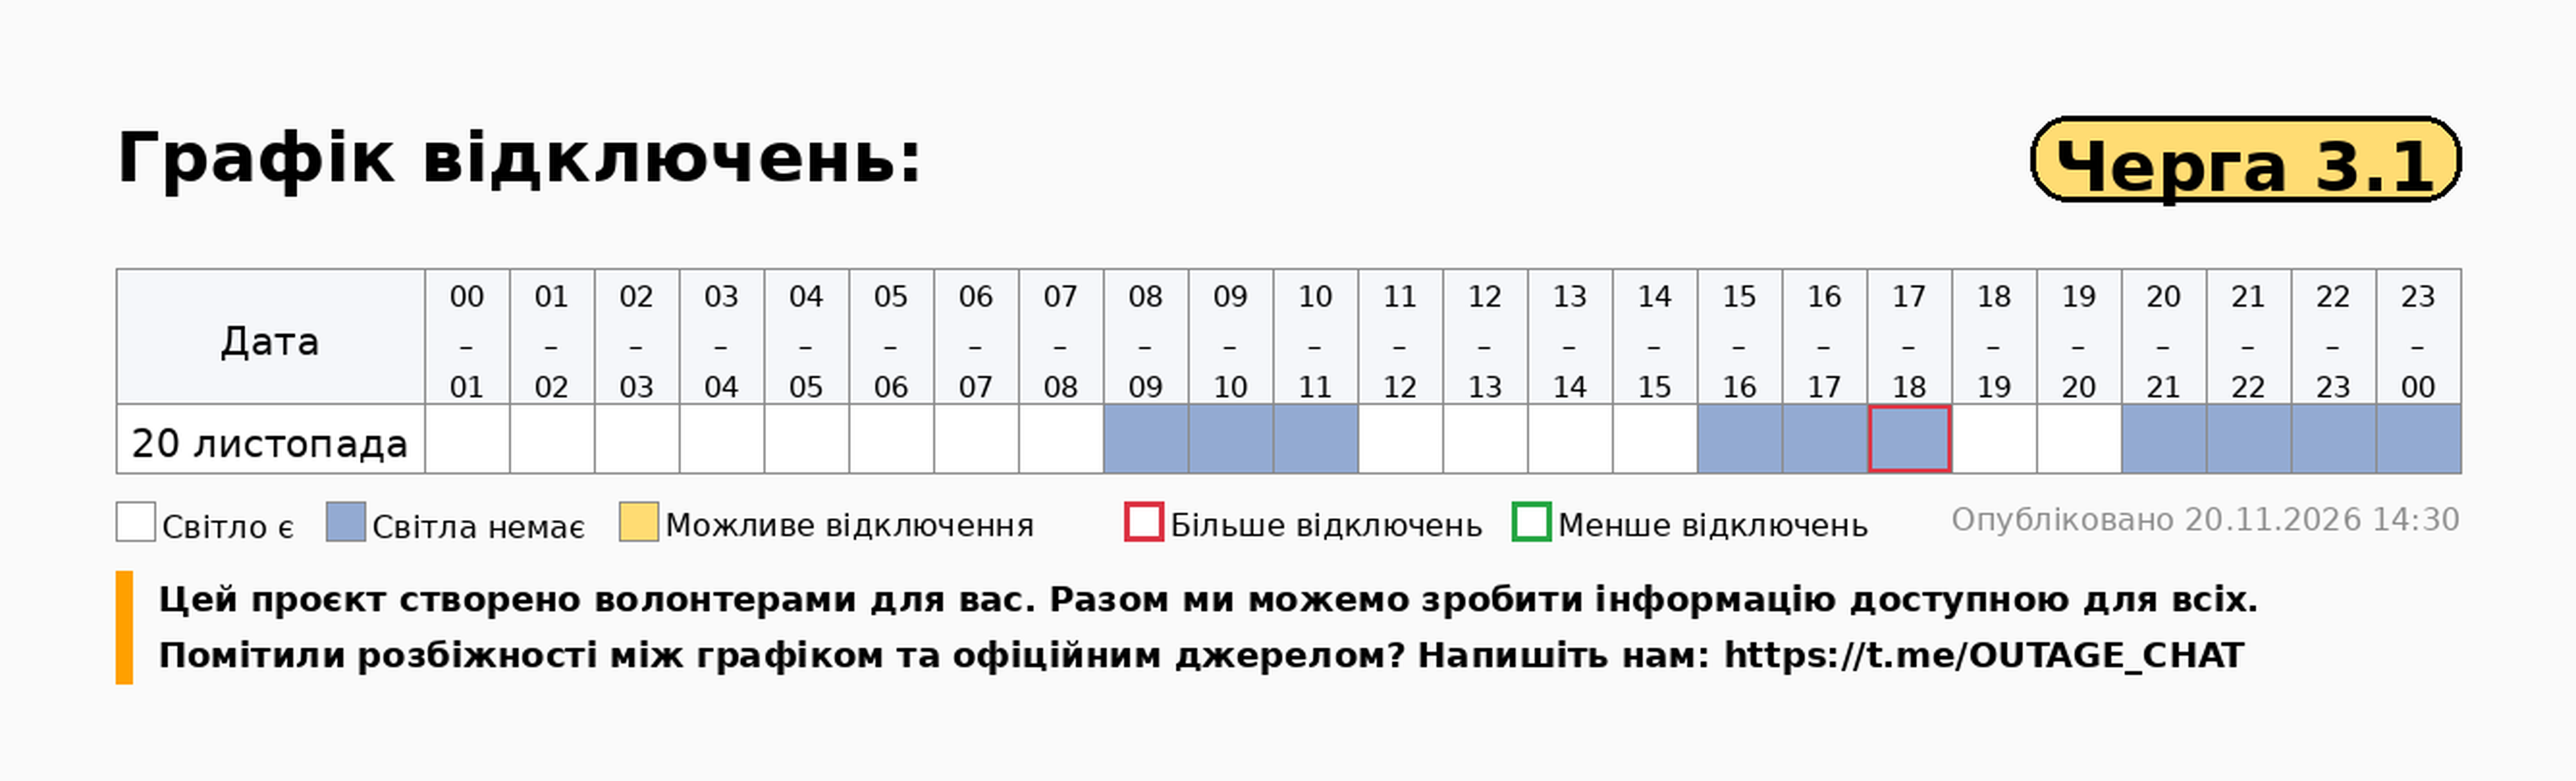 Графік відключень:
Черга 3.1
Дата 00 – 01 01 – 02 02 – 03 03 – 04 04 – 05 05 – 06 06 – 07 07 – 08 08 – 09 09 – 10 10 – 11 11 – 12 12 – 13 13 – 14 14 – 15 15 – 16 16 – 17 17 – 18 18 – 19 19 – 20 20 – 21 21 – 22 22 – 23 23 – 00
20 листопада
Світло є Світла немає Можливе відключення Більше відключень Менше відключень Опубліковано 20.11.2026 14:30
Цей проєкт створено волонтерами для вас. Разом ми можемо зробити інформацію доступною для всіх.
Помітили розбіжності між графіком та офіційним джерелом? Напишіть нам: https://t.me/OUTAGE_CHAT